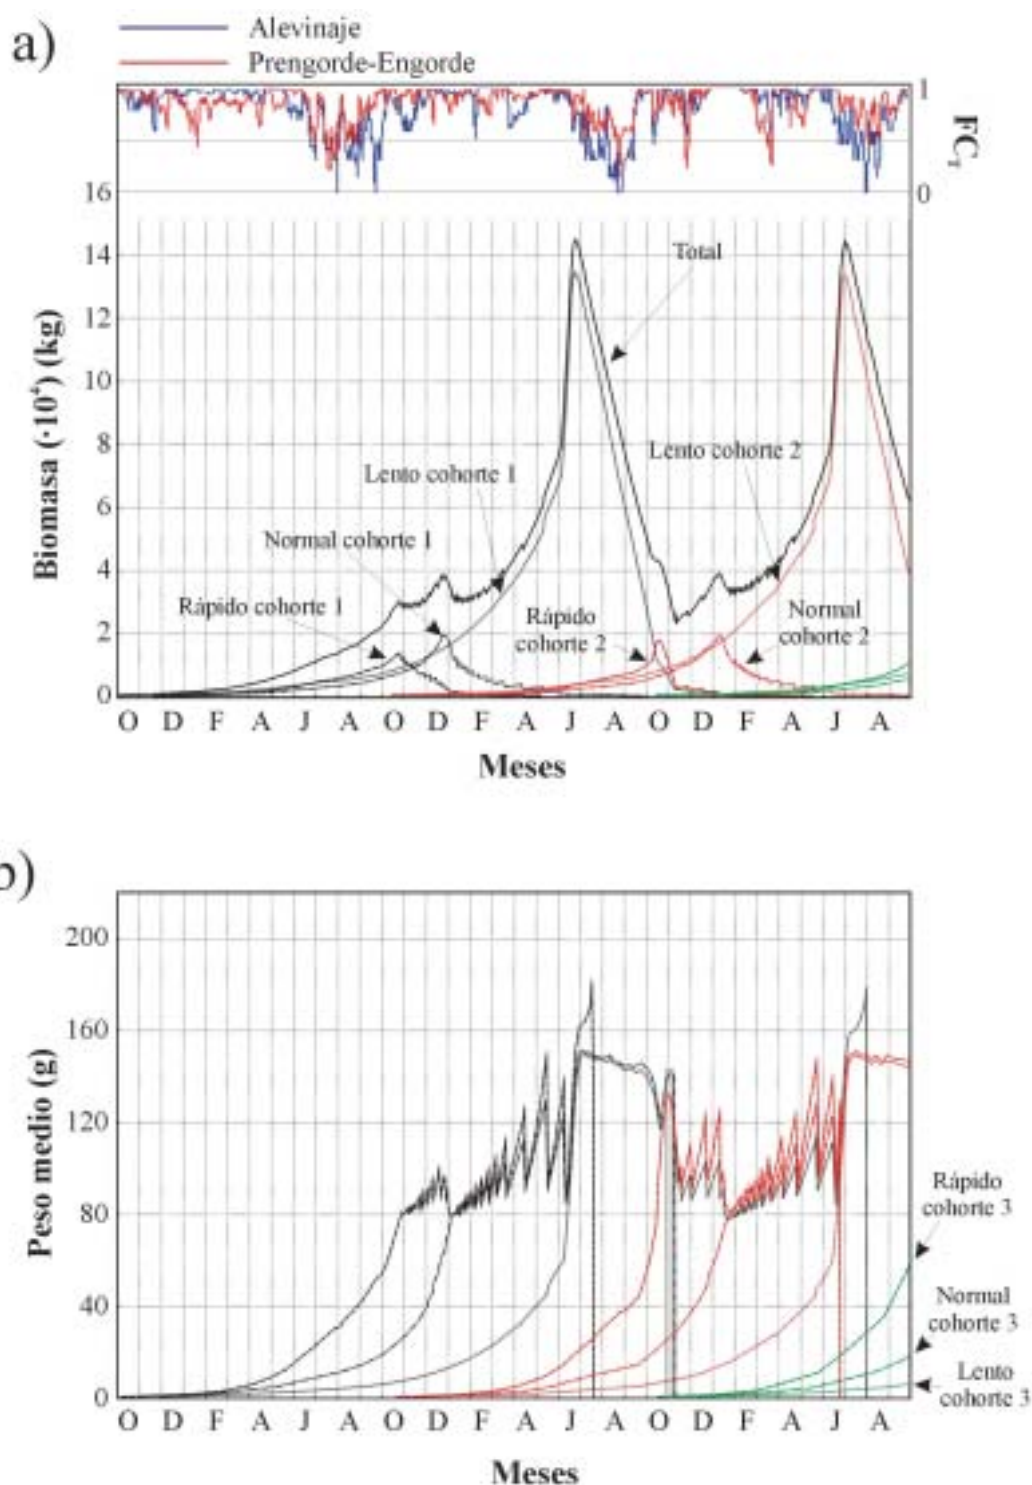 a)
Alevinaje
Prengorde-Engorde
1
FC_T
0
16
14
12
10
8
6
4
2
0
Biomasa (·10⁴) (kg)
Total
Lento cohorte 1
Lento cohorte 2
Normal cohorte 1
Rápido cohorte 1
Rápido
cohorte 2
Normal
cohorte 2
O D F A J A O D F A J A O D F A J A
Meses
b)
200
160
120
80
40
0
Peso medio (g)
Rápido
cohorte 3
Normal
cohorte 3
Lento
cohorte 3
O D F A J A O D F A J A O D F A J A
Meses